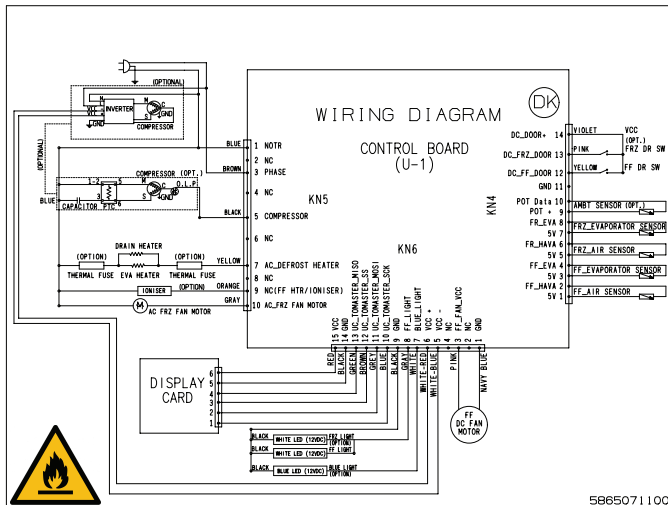 WIRING DIAGRAM
DK
CONTROL BOARD
(U-1)
KN5
KN4
KN6
(OPTIONAL)
INVERTER
VCC
VCC
GND
N
M
C
S
GND
COMPRESSOR
(OPTIONAL)
COMPRESSOR (OPT.)
1-2
5
3
6
M
C
S
GND
O.L.P
BLUE
CAPACITOR
PTC
BLUE 1 NOTR
2 NC
BROWN 3 PHASE
4 NC
BLACK 5 COMPRESSOR
6 NC
YELLOW 7 AC_DEFROST HEATER
8 NC
ORANGE 9 NC(FF HTR/IONISER)
GRAY 10 AC_FRZ FAN MOTOR
DRAIN HEATER
(OPTION)
THERMAL FUSE
EVA HEATER
(OPTION)
THERMAL FUSE
IONISER
(OPTION)
M
AC FRZ FAN MOTOR
DC_DOOR+ 14 VIOLET VCC
(OPT.)
DC_FRZ_DOOR 13 PINK FRZ DR SW
DC_FF_DOOR 12 YELLOW FF DR SW
GND 11
POT Data 10 AMBT SENSOR (OPT.)
POT + 9
FR_EVA 8 FRZ_EVAPORATOR SENSOR
5V 7
FR_HAVA 6 FRZ_AIR SENSOR
5V 5
FF_EVA 4 FF_EVAPORATOR SENSOR
5V 3
FF_HAVA 2 FF_AIR SENSOR
5V 1
15 VCC
14 GND
13 UC_TOMASTER_MISO
12 UC_TOMASTER_SS
11 UC_TOMASTER_MOSI
10 UC_TOMASTER_SCK
9 GND
8 FF_LIGHT
7 BLUE_LIGHT
6 VCC +
5 VCC -
4 NC
3 FF_FAN_VCC
2 NC
1 GND
RED
BLACK
GREEN
BROWN
GREY
BLUE
BLACK
GRAY
WHITE
WHITE-RED
WHITE-BLUE
PINK
NAVY BLUE
DISPLAY
CARD
6
5
4
3
2
1
FF
DC FAN
MOTOR
BLACK WHITE LED (12VDC) FRZ LIGHT
(OPTION)
BLACK WHITE LED (12VDC) FF LIGHT
BLACK BLUE LED (12VDC) BLUE LIGHT
(OPTION)
5865071100